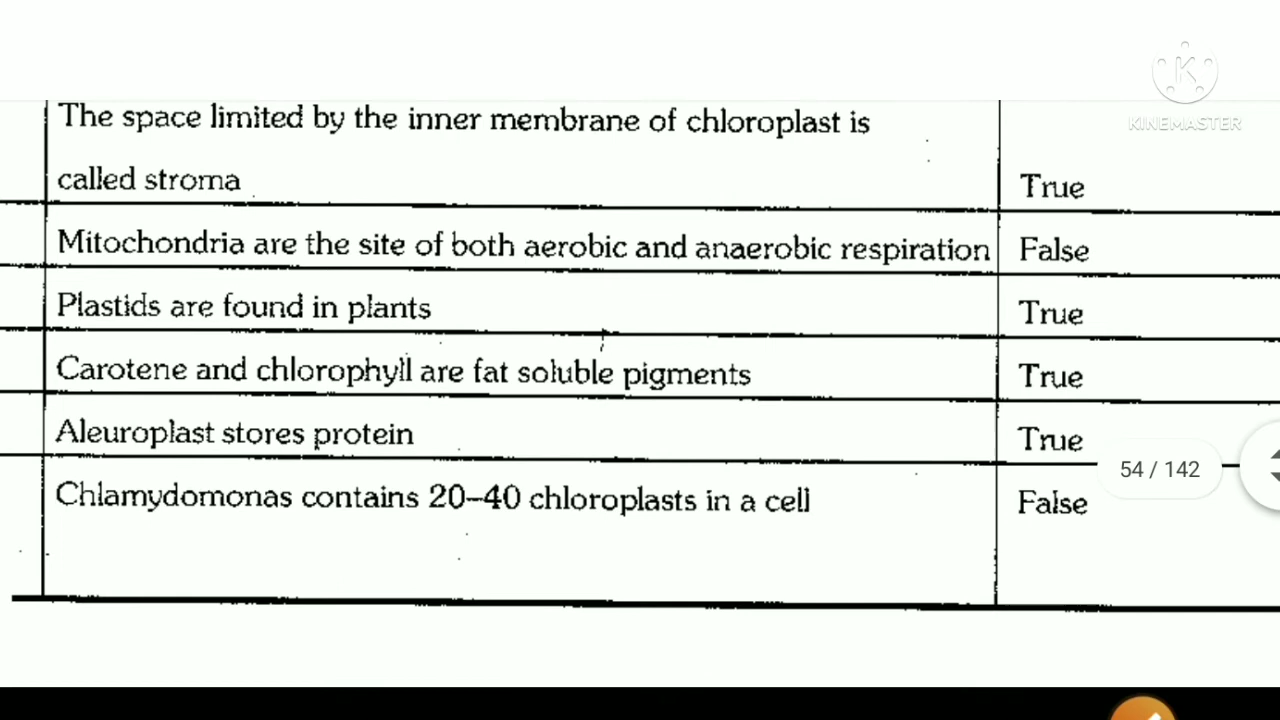 KINEMASTER
The space limited by the inner membrane of chloroplast is
called stroma True
Mitochondria are the site of both aerobic and anaerobic respiration False
Plastids are found in plants True
Carotene and chlorophyll are fat soluble pigments True
Aleuroplast stores protein True
54 / 142
Chlamydomonas contains 20–40 chloroplasts in a cell False